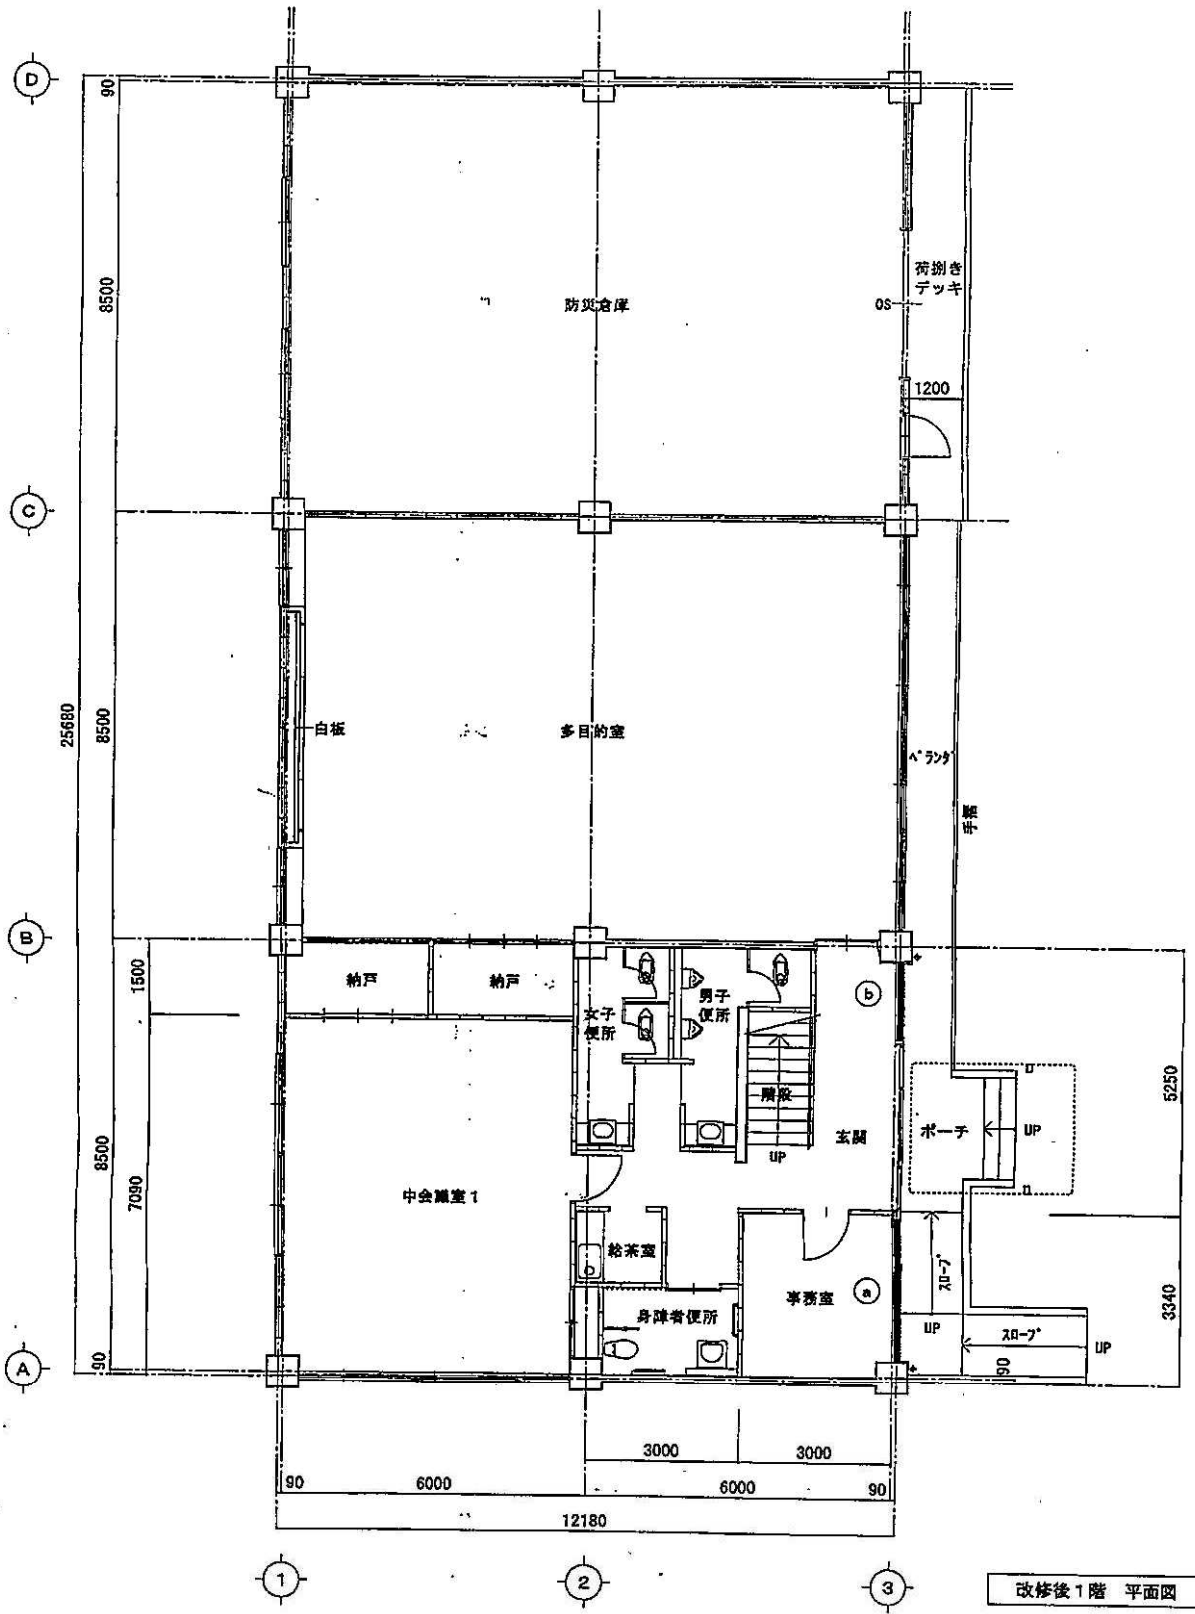 D
90
8500
防災倉庫
OS
荷捌き
デッキ
1200
C
25680
8500
白板
多目的室
ベランダ
手摺
B
1500
納戸
納戸
女子
便所
男子
便所
b
階段
UP
玄関
ポーチ
UP
5250
8500
7090
中会議室1
給茶室
身障者便所
事務室
a
スロープ
UP
スロープ
UP
3340
90
A
90
3000
3000
90
6000
6000
90
12180
1
2
3
改修後1階 平面図